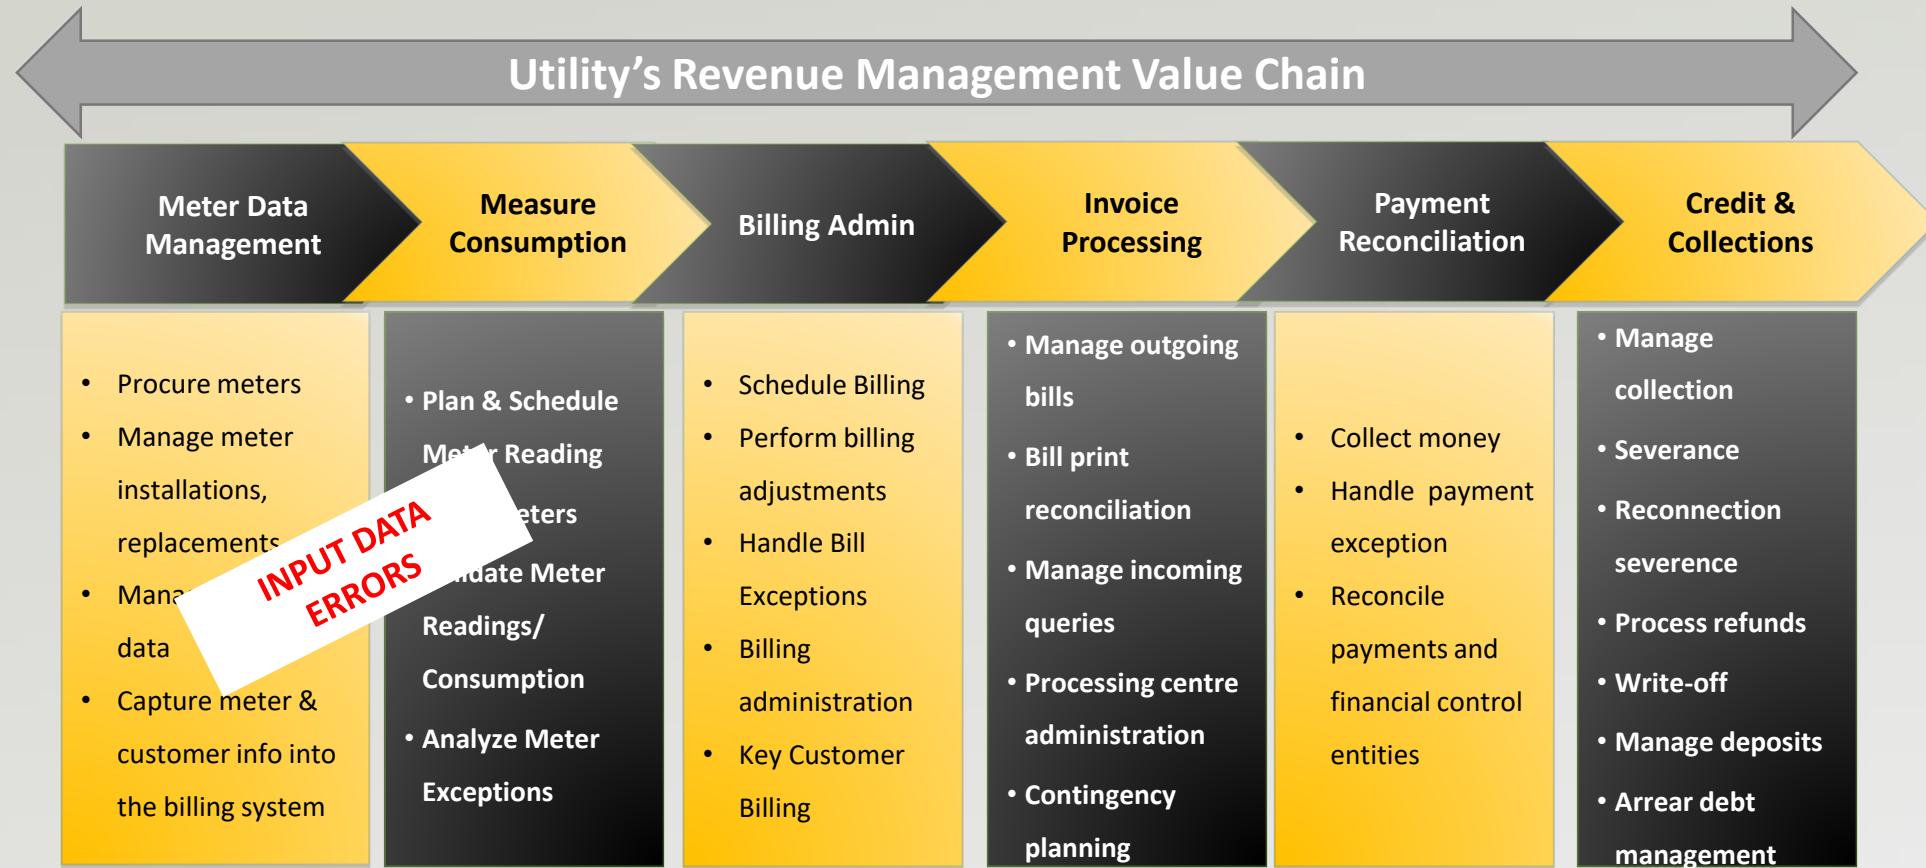 Utility's Revenue Management Value Chain
Meter Data
Management
Measure
Consumption
Billing Admin
Invoice
Processing
Payment
Reconciliation
Credit &
Collections
• Procure meters
• Manage meter
installations,
replacements
•
data
• Capture meter &
customer info into
the billing system
• Plan & Schedule
Meter Reading
Readings/
Meter
Consumption
• Analyze Meter
Exceptions
INPUT DATA
ERRORS
• Schedule Billing
• Perform billing
adjustments
• Handle Bill
Exceptions
• Billing
administration
• Key Customer
Billing
• Manage outgoing
bills
• Bill print
reconciliation
• Manage incoming
queries
• Processing centre
administration
• Contingency
planning
• Collect money
• Handle payment
exception
• Reconcile
payments and
financial control
entities
• Manage
collection
• Severance
• Reconnection
severence
• Process refunds
• Write-off
• Manage deposits
• Arrear debt
management